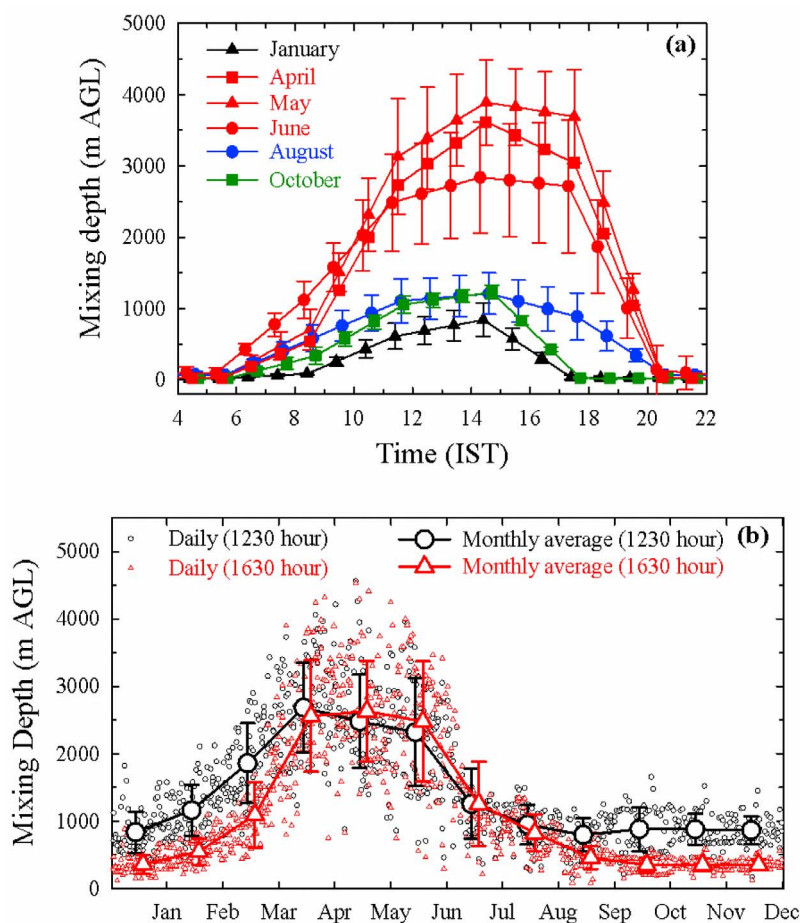 (a)
January
April
May
June
August
October
5000
4000
3000
2000
1000
0
Mixing depth (m AGL)
4 6 8 10 12 14 16 18 20 22
Time (IST)
(b)
Daily (1230 hour) Monthly average (1230 hour)
Daily (1630 hour) Monthly average (1630 hour)
5000
4000
3000
2000
1000
0
Mixing Depth (m AGL)
Jan Feb Mar Apr May Jun Jul Aug Sep Oct Nov Dec